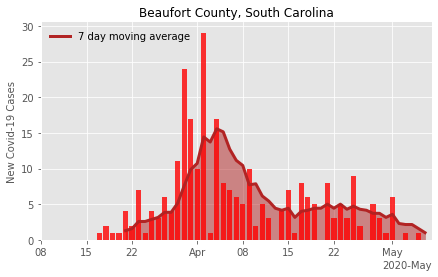 Beaufort County, South Carolina
7 day moving average
New Covid-19 Cases
30
25
20
15
10
5
0
08 15 22 Apr 08 15 22 May
2020-May